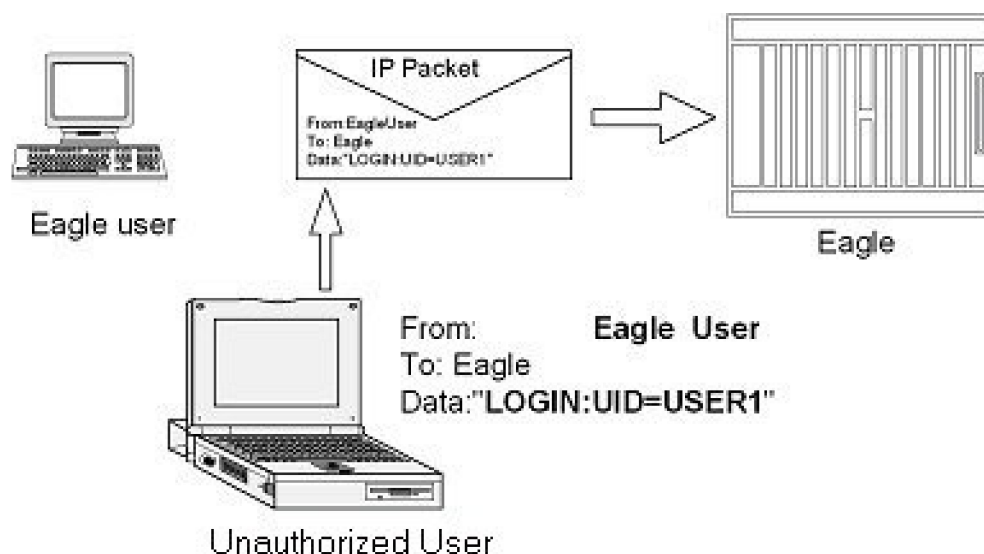 IP Packet
From:EagleUser
To: Eagle
Data:"LOGIN:UID=USER1"
Eagle user
Eagle
From: Eagle User
To: Eagle
Data:"LOGIN:UID=USER1"
Unauthorized User